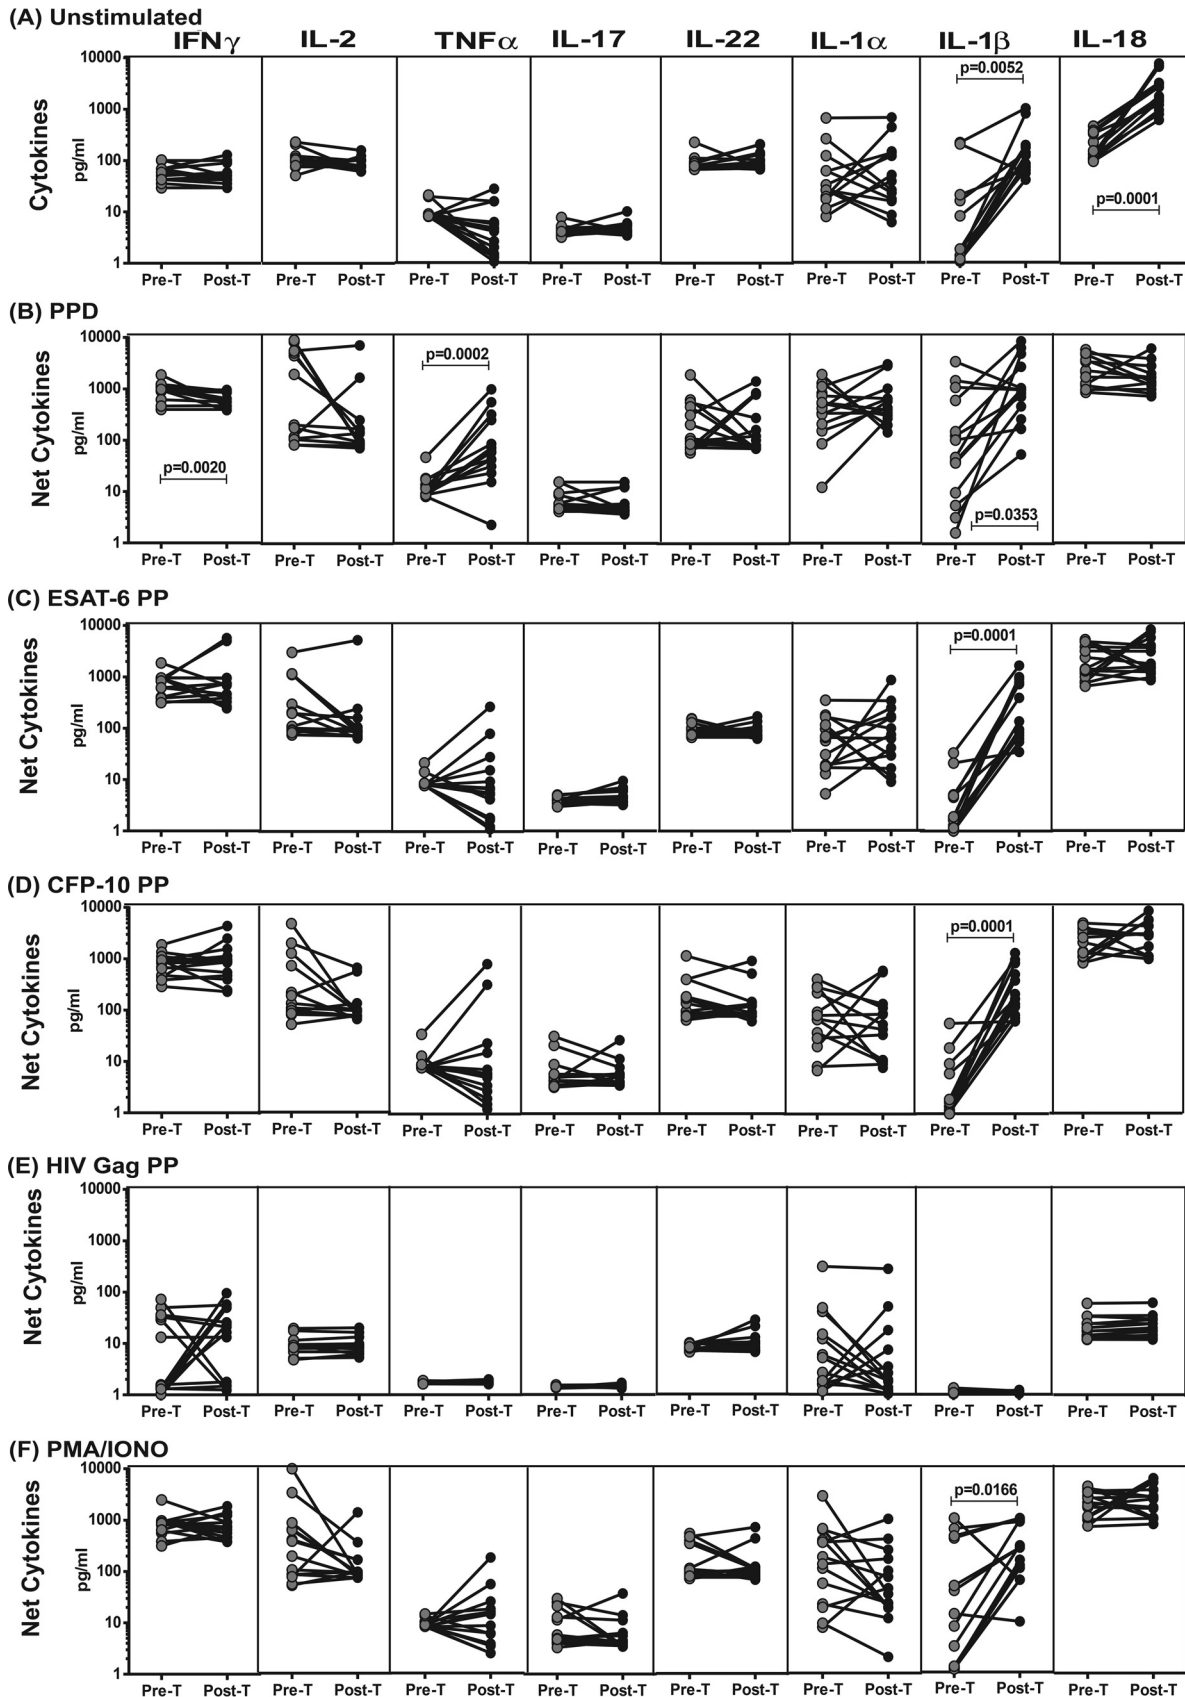 (A) Unstimulated
IFNγ IL-2 TNFα IL-17 IL-22 IL-1α IL-1β IL-18
Cytokines
pg/ml
10000
1000
100
10
1
p=0.0052
p=0.0001
Pre-T Post-T Pre-T Post-T Pre-T Post-T Pre-T Post-T Pre-T Post-T Pre-T Post-T Pre-T Post-T Pre-T Post-T
(B) PPD
Net Cytokines
pg/ml
10000
1000
100
10
1
p=0.0020
p=0.0002
p=0.0353
Pre-T Post-T Pre-T Post-T Pre-T Post-T Pre-T Post-T Pre-T Post-T Pre-T Post-T Pre-T Post-T Pre-T Post-T
(C) ESAT-6 PP
Net Cytokines
pg/ml
10000
1000
100
10
1
p=0.0001
Pre-T Post-T Pre-T Post-T Pre-T Post-T Pre-T Post-T Pre-T Post-T Pre-T Post-T Pre-T Post-T Pre-T Post-T
(D) CFP-10 PP
Net Cytokines
pg/ml
10000
1000
100
10
1
p=0.0001
Pre-T Post-T Pre-T Post-T Pre-T Post-T Pre-T Post-T Pre-T Post-T Pre-T Post-T Pre-T Post-T Pre-T Post-T
(E) HIV Gag PP
Net Cytokines
pg/ml
10000
1000
100
10
1
Pre-T Post-T Pre-T Post-T Pre-T Post-T Pre-T Post-T Pre-T Post-T Pre-T Post-T Pre-T Post-T Pre-T Post-T
(F) PMA/IONO
Net Cytokines
pg/ml
10000
1000
100
10
1
p=0.0166
Pre-T Post-T Pre-T Post-T Pre-T Post-T Pre-T Post-T Pre-T Post-T Pre-T Post-T Pre-T Post-T Pre-T Post-T